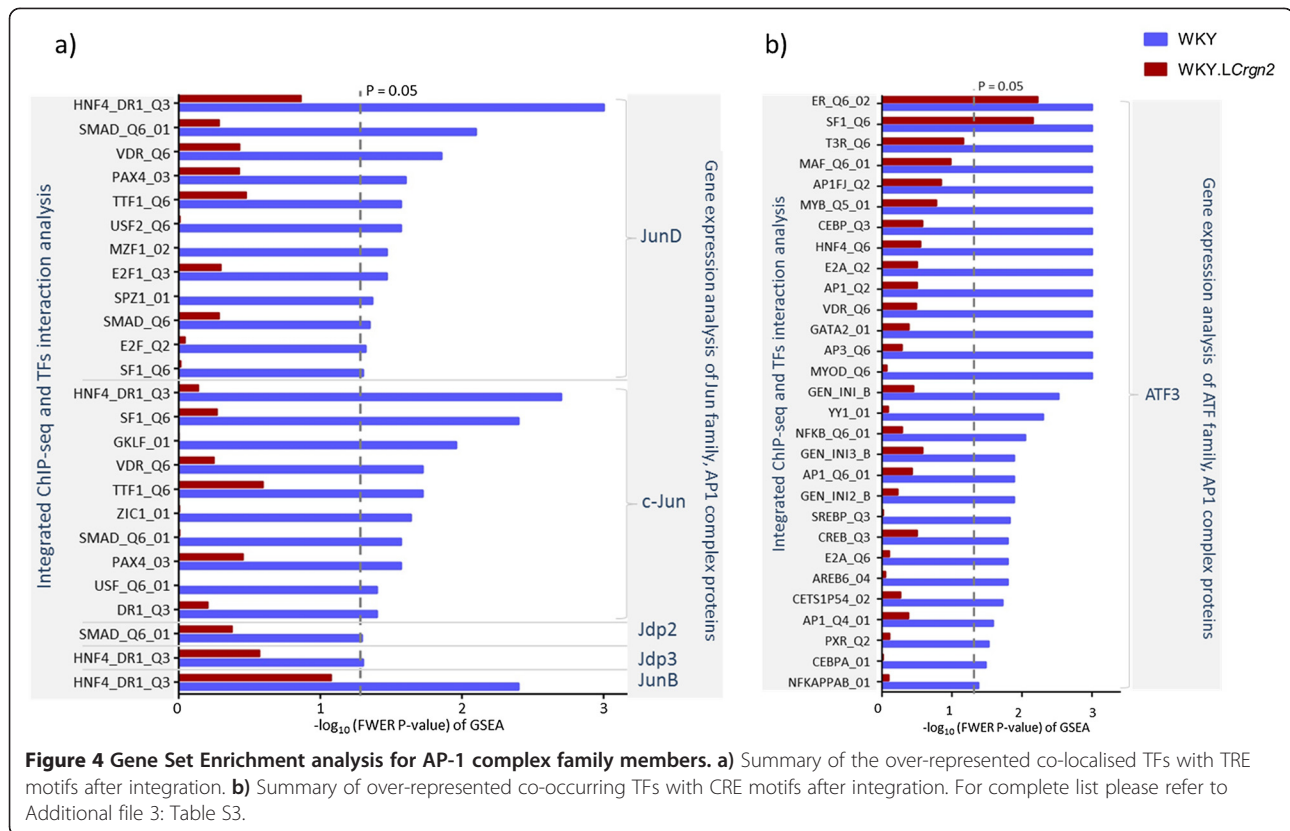 a)
b)
WKY
WKY.LCrgn2
P = 0.05
Integrated ChIP-seq and TFs interaction analysis
HNF4_DR1_Q3
SMAD_Q6_01
VDR_Q6
PAX4_03
TTF1_Q6
USF2_Q6
MZF1_02
E2F1_Q3
SPZ1_01
SMAD_Q6
E2F_Q2
SF1_Q6
HNF4_DR1_Q3
SF1_Q6
GKLF_01
VDR_Q6
TTF1_Q6
ZIC1_01
SMAD_Q6_01
PAX4_03
USF_Q6_01
DR1_Q3
SMAD_Q6_01
HNF4_DR1_Q3
HNF4_DR1_Q3
JunD
c-Jun
Jdp2
Jdp3
JunB
Gene expression analysis of Jun family, AP1 complex proteins
0 1 2 3
-log10 (FWER P-value) of GSEA
P = 0.05
Integrated ChIP-seq and TFs interaction analysis
ER_Q6_02
SF1_Q6
T3R_Q6
MAF_Q6_01
AP1FJ_Q2
MYB_Q5_01
CEBP_Q3
HNF4_Q6
E2A_Q2
AP1_Q2
VDR_Q6
GATA2_01
AP3_Q6
MYOD_Q6
GEN_INI_B
YY1_01
NFKB_Q6_01
GEN_INI3_B
AP1_Q6_01
GEN_INI2_B
SREBP_Q3
CREB_Q3
E2A_Q6
AREB6_04
CETS1P54_02
AP1_Q4_01
PXR_Q2
CEBPA_01
NFKAPPAB_01
ATF3
Gene expression analysis of ATF family, AP1 complex proteins
0 1 2 3
-log10 (FWER P-value) of GSEA
Figure 4 Gene Set Enrichment analysis for AP-1 complex family members. a) Summary of the over-represented co-localised TFs with TRE
motifs after integration. b) Summary of over-represented co-occurring TFs with CRE motifs after integration. For complete list please refer to
Additional file 3: Table S3.